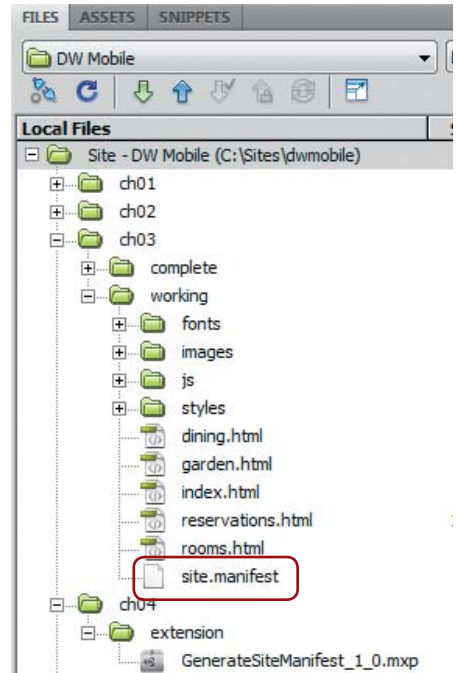 FILES ASSETS SNIPPETS
DW Mobile
Local Files
Site - DW Mobile (C:\Sites\dwmobile)
ch01
ch02
ch03
complete
working
fonts
images
js
styles
dining.html
garden.html
index.html
reservations.html
rooms.html
site.manifest
ch04
extension
GenerateSiteManifest_1_0.mxp